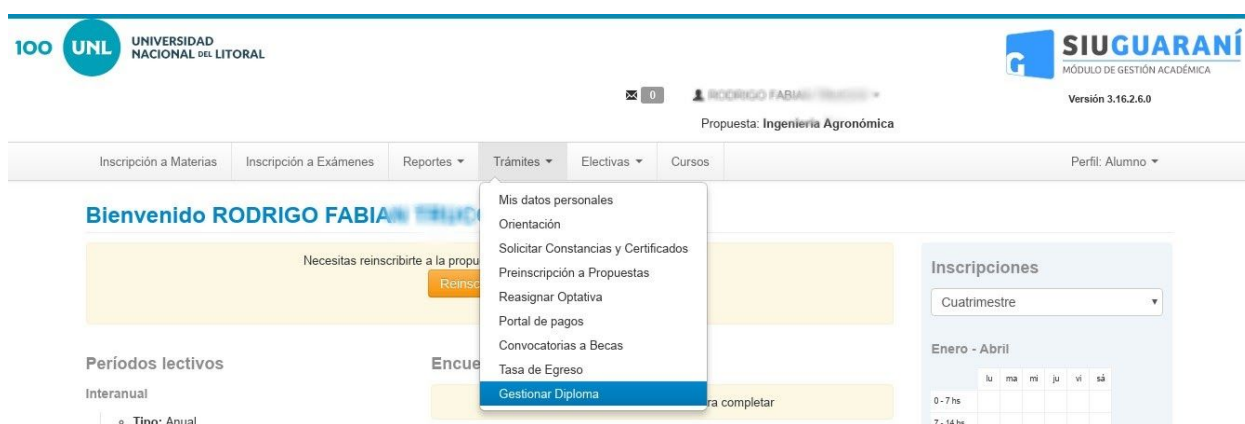 100 UNL UNIVERSIDAD
NACIONAL DEL LITORAL
SIUGUARANÍ
G
MÓDULO DE GESTIÓN ACADÉMICA
0 RODRIGO FABIAN
Versión 3.16.2.6.0
Propuesta: Ingeniería Agronómica
Inscripción a Materias Inscripción a Exámenes Reportes Trámites Electivas Cursos Perfil: Alumno
Mis datos personales
Bienvenido RODRIGO FABIAN
Orientación
Solicitar Constancias y Certificados
Necesitas reinscribirte a la propu
Preinscripción a Propuestas
Reinsc
Reasignar Optativa
Portal de pagos
Convocatorias a Becas
Tasa de Egreso
Gestionar Diploma
Inscripciones
Cuatrimestre
Enero - Abril
lu ma mi ju vi sá
0 - 7 hs
7 - 14 hs
Períodos lectivos
Interanual
Tipo: Anual
Encue
ra completar